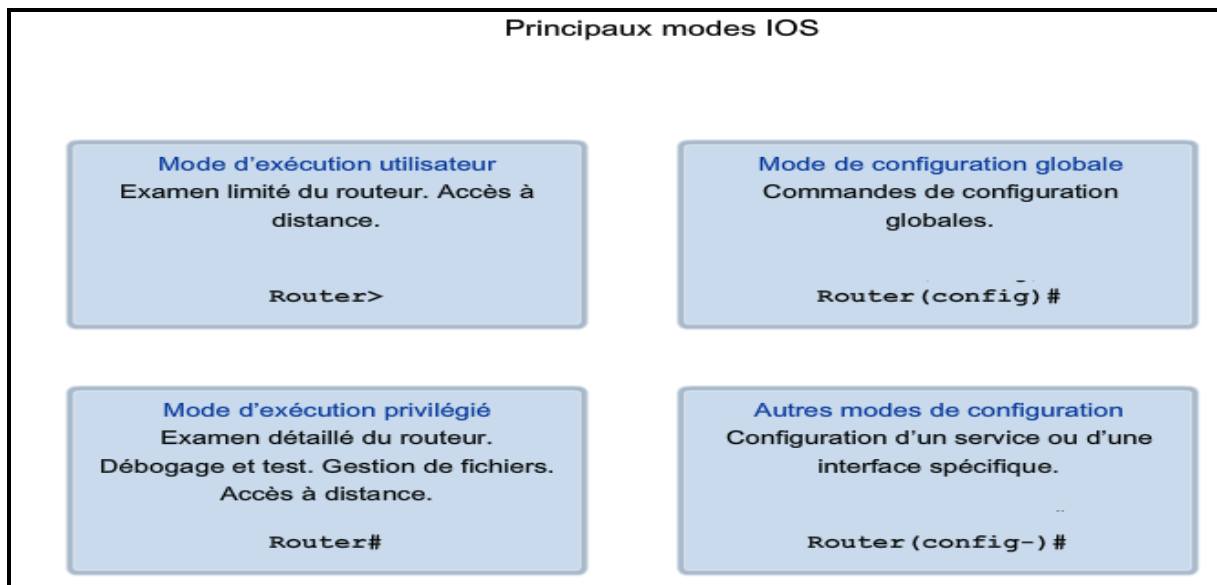 Principaux modes IOS
Mode d'exécution utilisateur
Examen limité du routeur. Accès à
distance.
Router>
Mode de configuration globale
Commandes de configuration
globales.
Router(config)#
Mode d'exécution privilégié
Examen détaillé du routeur.
Débogage et test. Gestion de fichiers.
Accès à distance.
Router#
Autres modes de configuration
Configuration d'un service ou d'une
interface spécifique.
Router(config-)#